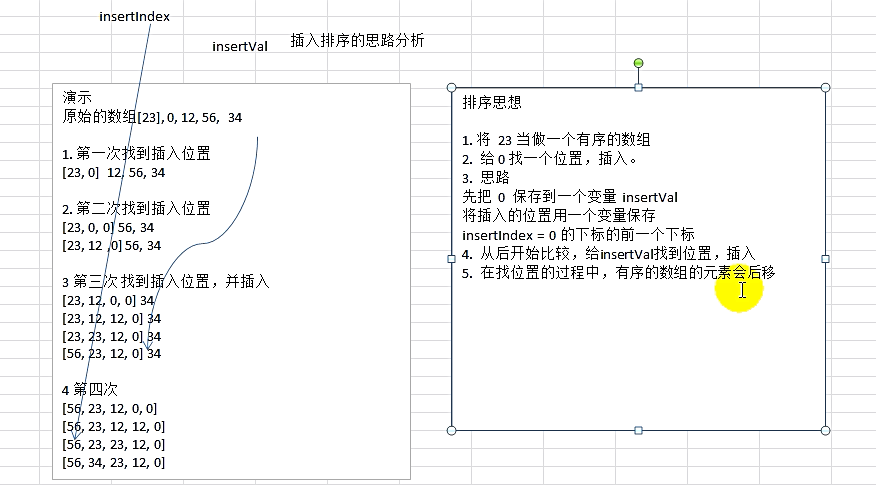 insertIndex
insertVal
插入排序的思路分析
演示
原始的数组[23], 0, 12, 56, 34
1. 第一次找到插入位置
[23, 0] 12, 56, 34
2. 第二次找到插入位置
[23, 0, 0] 56, 34
[23, 12 ,0] 56, 34
3 第三次找到插入位置，并插入
[23, 12, 0, 0] 34
[23, 12, 12, 0] 34
[23, 23, 12, 0] 34
[56, 23, 12, 0] 34
4 第四次
[56, 23, 12, 0, 0]
[56, 23, 12, 12, 0]
[56, 23, 23, 12, 0]
[56, 34, 23, 12, 0]
排序思想
1. 将 23 当做一个有序的数组
2. 给0 找一个位置，插入。
3. 思路
先把 0 保存到一个变量 insertVal
将插入的位置用一个变量保存
insertIndex = 0 的下标的前一个下标
4. 从后开始比较，给insertVal找到位置，插入
5. 在找位置的过程中，有序的数组的元素会后移